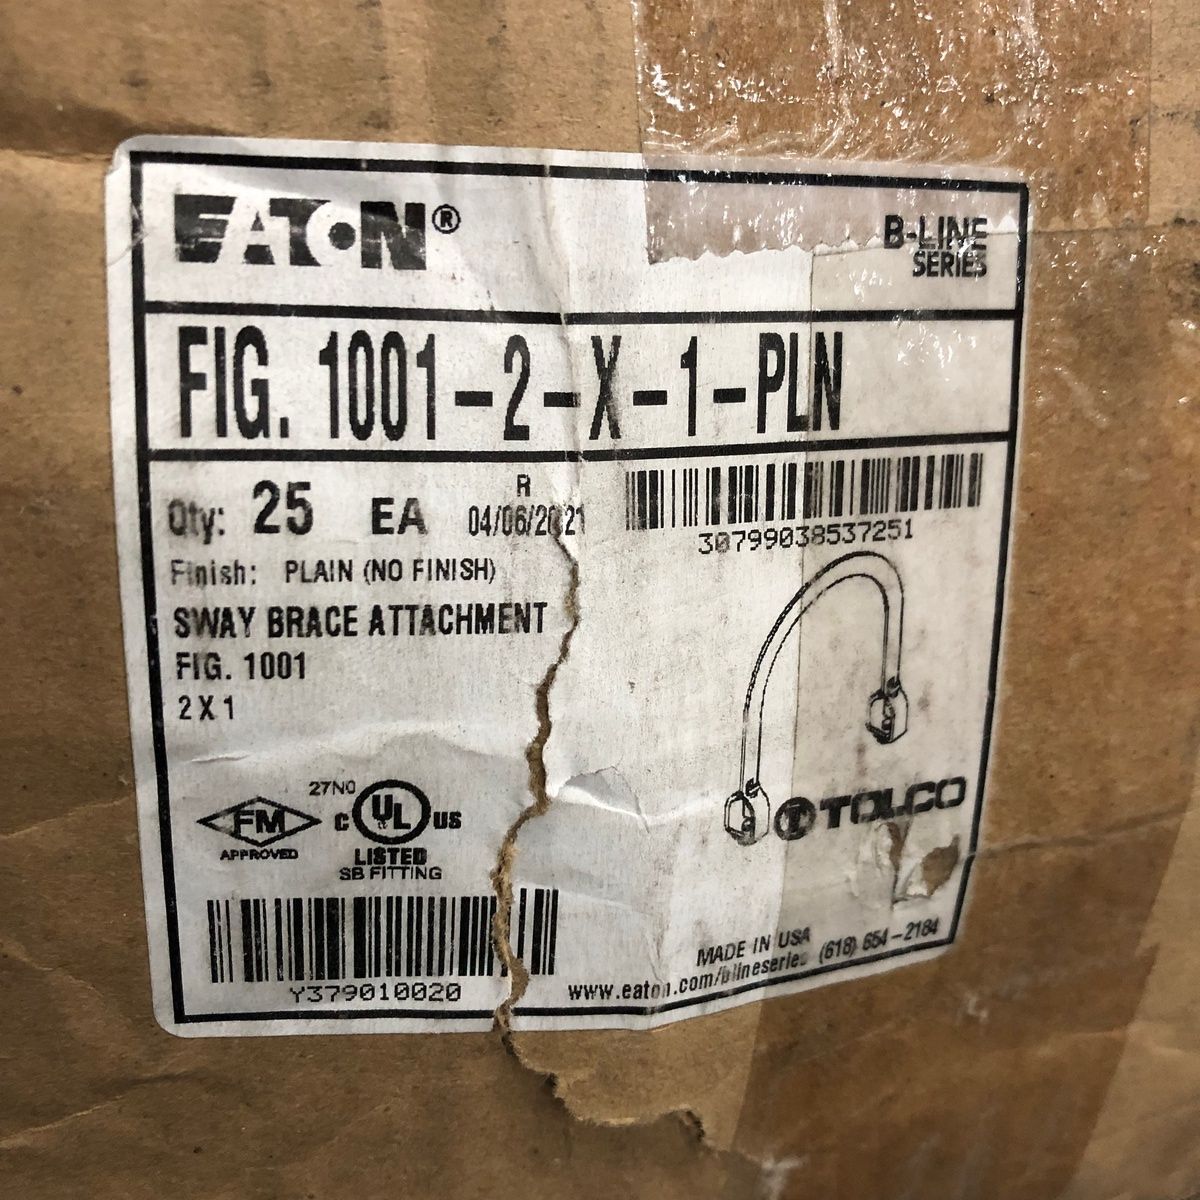 EATON®
B-LINE
SERIES
FIG. 1001-2-X-1-PLN
Qty: 25 EA
R
04/06/2021
30799038537251
Finish: PLAIN (NO FINISH)
SWAY BRACE ATTACHMENT
FIG. 1001
2 X 1
TOLCO
FM
APPROVED
27N0
C UL US
LISTED
SB FITTING
Y379010020
MADE IN USA
www.eaton.com/blineseries (618) 654-2184